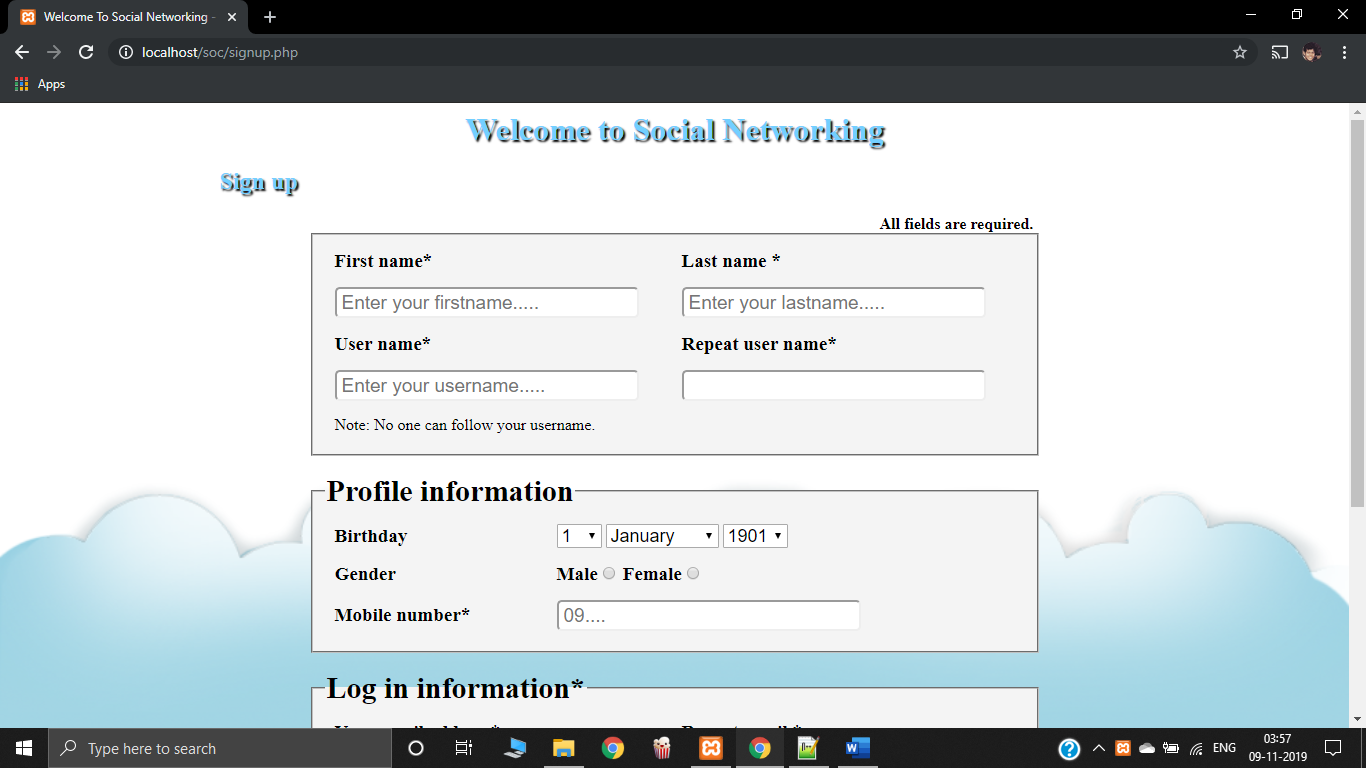 Welcome To Social Networking -
localhost/soc/signup.php
Apps
Welcome to Social Networking
Sign up
All fields are required.
First name* Last name *
Enter your firstname..... Enter your lastname.....
User name* Repeat user name*
Enter your username.....
Note: No one can follow your username.
Profile information
Birthday 1 January 1901
Gender Male Female
Mobile number* 09....
Log in information*
Type here to search
ENG
03:57
09-11-2019